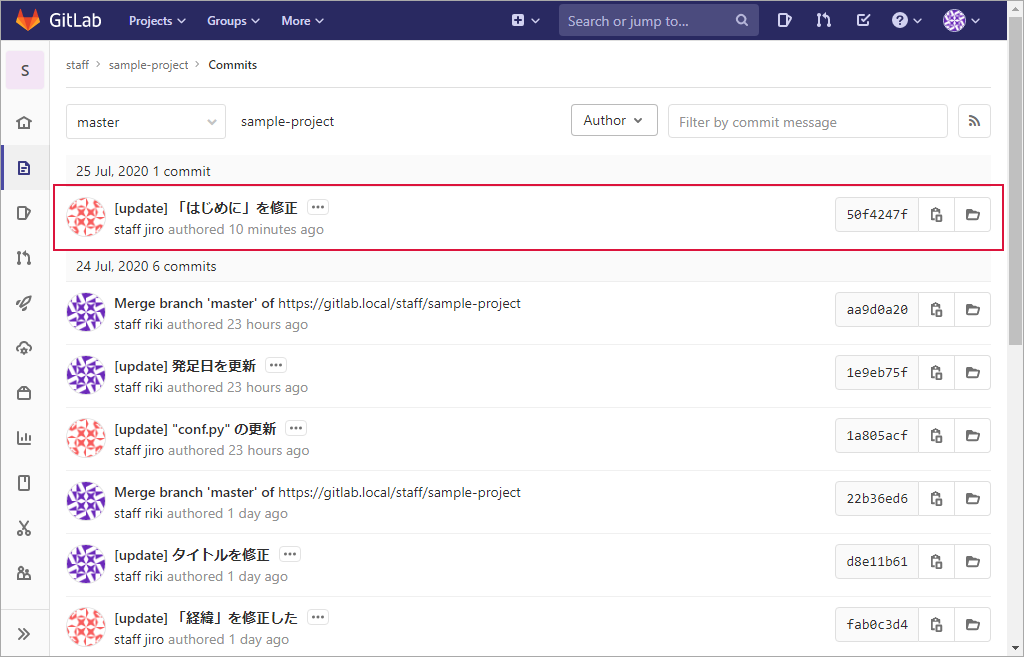 GitLab Projects Groups More Search or jump to...
S
staff > sample-project > Commits
master sample-project Author Filter by commit message
25 Jul, 2020 1 commit
[update] 「はじめに」を修正 ...
staff jiro authored 10 minutes ago
50f4247f
24 Jul, 2020 6 commits
Merge branch 'master' of https://gitlab.local/staff/sample-project
staff riki authored 23 hours ago
aa9d0a20
[update] 発足日を更新 ...
staff riki authored 23 hours ago
1e9eb75f
[update] "conf.py" の更新 ...
staff jiro authored 23 hours ago
1a805acf
Merge branch 'master' of https://gitlab.local/staff/sample-project
staff riki authored 1 day ago
22b36ed6
[update] タイトルを修正 ...
staff riki authored 1 day ago
d8e11b61
[update] 「経緯」を修正した ...
staff jiro authored 1 day ago
fab0c3d4